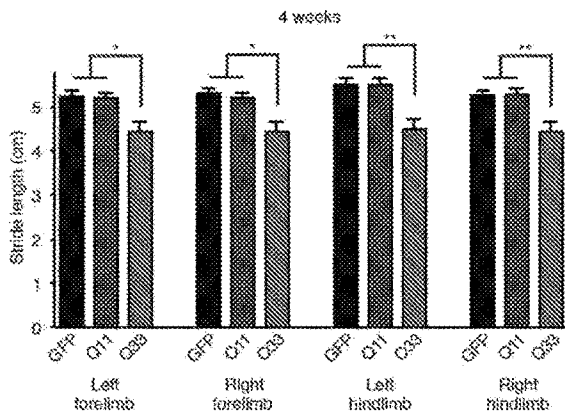 4 weeks
* * ** **
Stride length (cm)
5
4
3
2
1
0
GFP Q11 Q33 GFP Q11 Q33 GFP Q11 Q33 GFP Q11 Q33
Left Right Left Right
forelimb forelimb hindlimb hindlimb